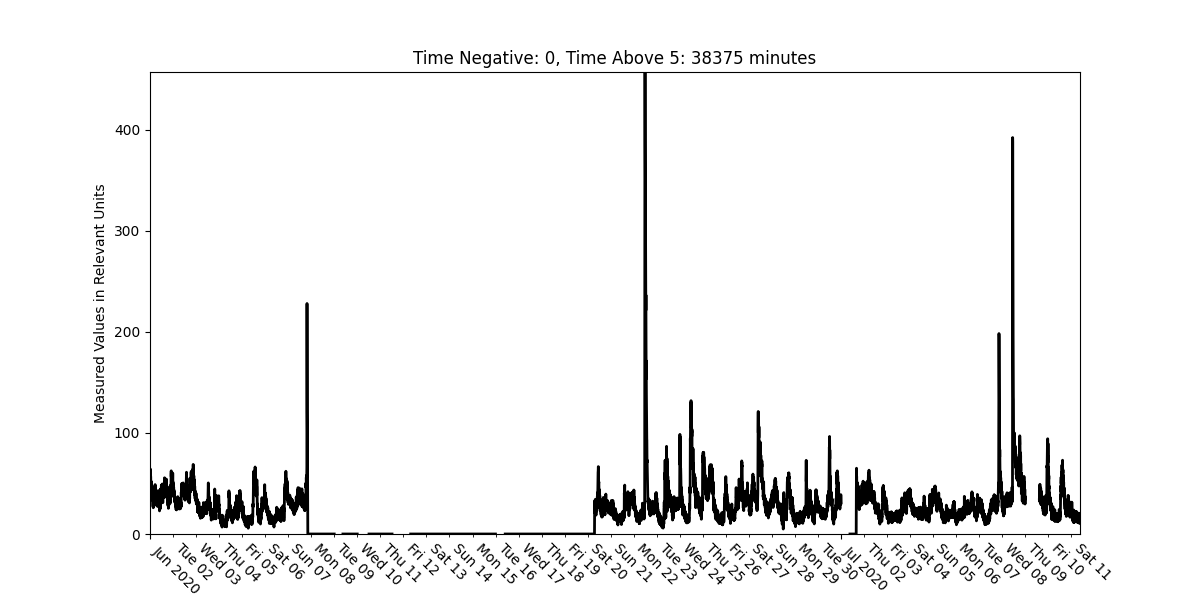 Time Negative: 0, Time Above 5: 38375 minutes
Measured Values in Relevant Units
400
300
200
100
0
Jun 2020
Tue 02
Wed 03
Thu 04
Fri 05
Sat 06
Sun 07
Mon 08
Tue 09
Wed 10
Thu 11
Fri 12
Sat 13
Sun 14
Mon 15
Tue 16
Wed 17
Thu 18
Fri 19
Sat 20
Sun 21
Mon 22
Tue 23
Wed 24
Thu 25
Fri 26
Sat 27
Sun 28
Mon 29
Tue 30
Jul 2020
Thu 02
Fri 03
Sat 04
Sun 05
Mon 06
Tue 07
Wed 08
Thu 09
Fri 10
Sat 11